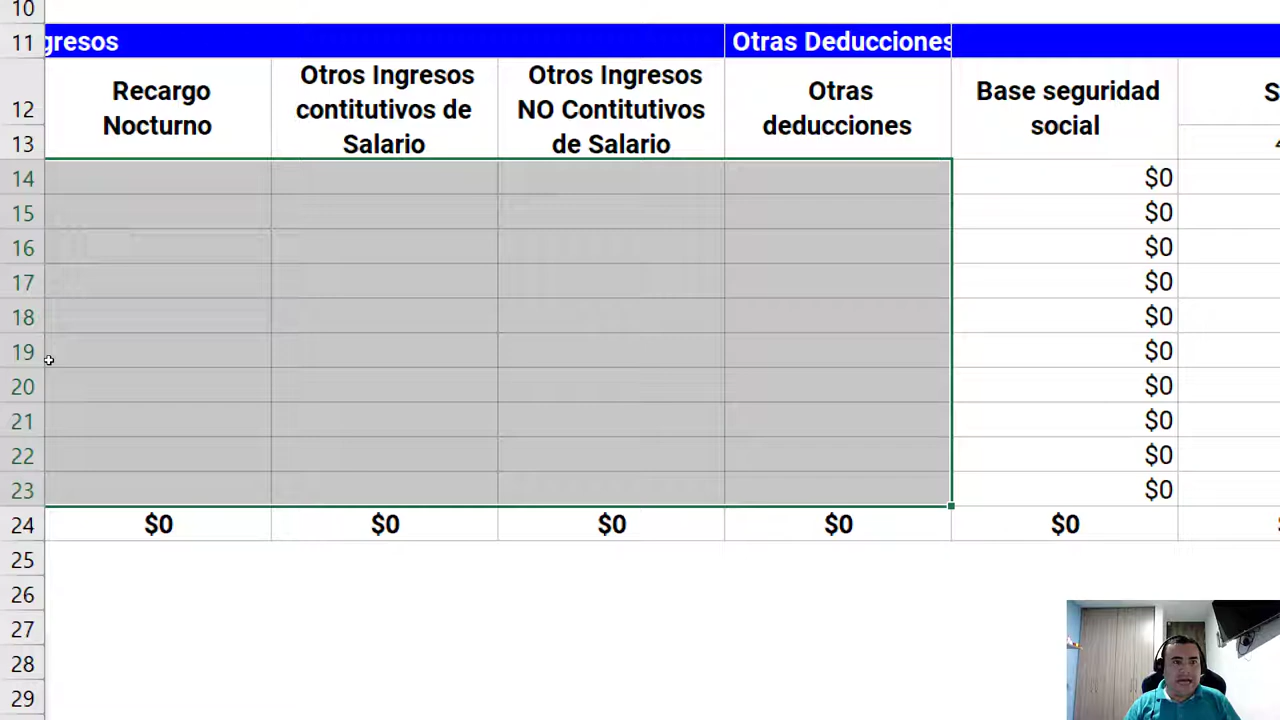 10
11 gresos Otras Deducciones
Recargo
Nocturno
Otros Ingresos
contitutivos de
Salario
Otros Ingresos
NO Contitutivos
de Salario
Otras
deducciones
Base seguridad
social
S
12
13
14 $0
15 $0
16 $0
17 $0
18 $0
19 $0
20 $0
21 $0
22 $0
23 $0
24 $0 $0 $0 $0 $0
25
26
27
28
29